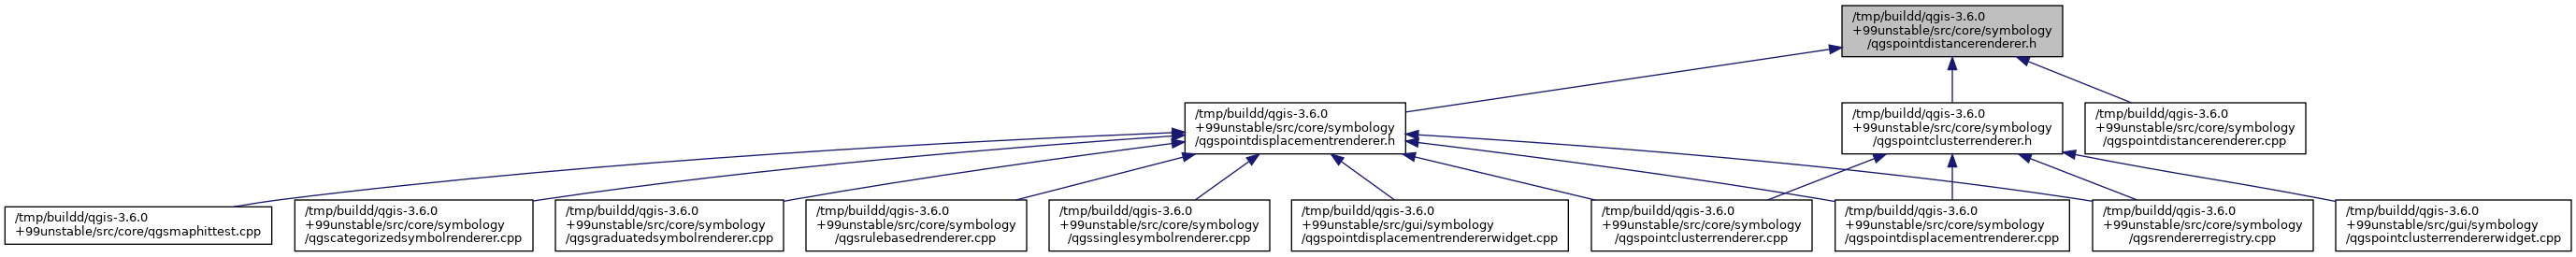 /tmp/buildd/qgis-3.6.0
+99unstable/src/core/symbology
/qgspointdistancerenderer.h
/tmp/buildd/qgis-3.6.0
+99unstable/src/core/symbology
/qgspointdisplacementrenderer.h
/tmp/buildd/qgis-3.6.0
+99unstable/src/core/symbology
/qgspointclusterrenderer.h
/tmp/buildd/qgis-3.6.0
+99unstable/src/core/symbology
/qgspointdistancerenderer.cpp
/tmp/buildd/qgis-3.6.0
+99unstable/src/core/qgsmaphittest.cpp
/tmp/buildd/qgis-3.6.0
+99unstable/src/core/symbology
/qgscategorizedsymbolrenderer.cpp
/tmp/buildd/qgis-3.6.0
+99unstable/src/core/symbology
/qgsgraduatedsymbolrenderer.cpp
/tmp/buildd/qgis-3.6.0
+99unstable/src/core/symbology
/qgsrulebasedrenderer.cpp
/tmp/buildd/qgis-3.6.0
+99unstable/src/core/symbology
/qgssinglesymbolrenderer.cpp
/tmp/buildd/qgis-3.6.0
+99unstable/src/gui/symbology
/qgspointdisplacementrendererwidget.cpp
/tmp/buildd/qgis-3.6.0
+99unstable/src/core/symbology
/qgspointclusterrenderer.cpp
/tmp/buildd/qgis-3.6.0
+99unstable/src/core/symbology
/qgspointdisplacementrenderer.cpp
/tmp/buildd/qgis-3.6.0
+99unstable/src/core/symbology
/qgsrendererregistry.cpp
/tmp/buildd/qgis-3.6.0
+99unstable/src/gui/symbology
/qgspointclusterrendererwidget.cpp